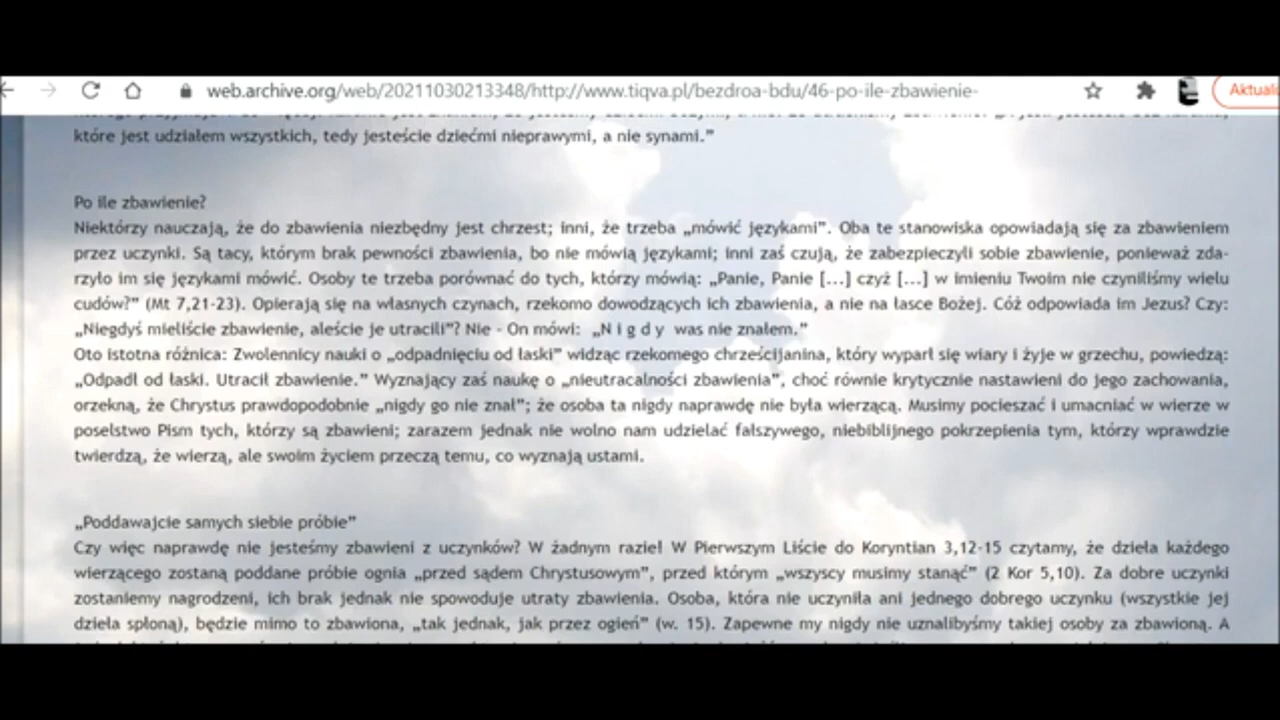 web.archive.org/web/20211030213348/http://www.tiqva.pl/bezdroa-bdu/46-po-ile-zbawienie-
Aktuali
które jest udziałem wszystkich, tedy jesteście dziećmi nieprawymi, a nie synami.”
Po ile zbawienie?
Niektórzy nauczają, że do zbawienia niezbędny jest chrzest; inni, że trzeba „mówić językami”. Oba te stanowiska opowiadają się za zbawieniem
przez uczynki. Są tacy, którym brak pewności zbawienia, bo nie mówią językami; inni zaś czują, że zabezpieczyli sobie zbawienie, ponieważ zda-
rzyło im się językami mówić. Osoby te trzeba porównać do tych, którzy mówią: „Panie, Panie [...] czyż [...] w imieniu Twoim nie czyniliśmy wielu
cudów?” (Mt 7,21-23). Opierają się na własnych czynach, rzekomo dowodzących ich zbawienia, a nie na łasce Bożej. Cóż odpowiada im Jezus? Czy:
„Niegdyś mieliście zbawienie, aleście je utracili”? Nie - On mówi: „N i g d y was nie znałem.”
Oto istotna różnica: Zwolennicy nauki o „odpadnięciu od łaski” widząc rzekomego chrześcijanina, który wyparł się wiary i żyje w grzechu, powiedzą:
„Odpadł od łaski. Utracił zbawienie.” Wyznający zaś naukę o „nieutracalności zbawienia”, choć równie krytycznie nastawieni do jego zachowania,
orzekną, że Chrystus prawdopodobnie „nigdy go nie znał”; że osoba ta nigdy naprawdę nie była wierzącą. Musimy pocieszać i umacniać w wierze w
poselstwo Pism tych, którzy są zbawieni; zarazem jednak nie wolno nam udzielać fałszywego, niebiblijnego pokrzepienia tym, którzy wprawdzie
twierdzą, że wierzą, ale swoim życiem przeczą temu, co wyznają ustami.
„Poddawajcie samych siebie próbie”
Czy więc naprawdę nie jesteśmy zbawieni z uczynków? W żadnym razie! W Pierwszym Liście do Koryntian 3,12-15 czytamy, że dzieła każdego
wierzącego zostaną poddane próbie ognia „przed sądem Chrystusowym”, przed którym „wszyscy musimy stanąć” (2 Kor 5,10). Za dobre uczynki
zostaniemy nagrodzeni, ich brak jednak nie spowoduje utraty zbawienia. Osoba, która nie uczyniła ani jednego dobrego uczynku (wszystkie jej
dzieła spłoną), będzie mimo to zbawiona, „tak jednak, jak przez ogień” (w. 15). Zapewne my nigdy nie uznalibyśmy takiej osoby za zbawioną. A